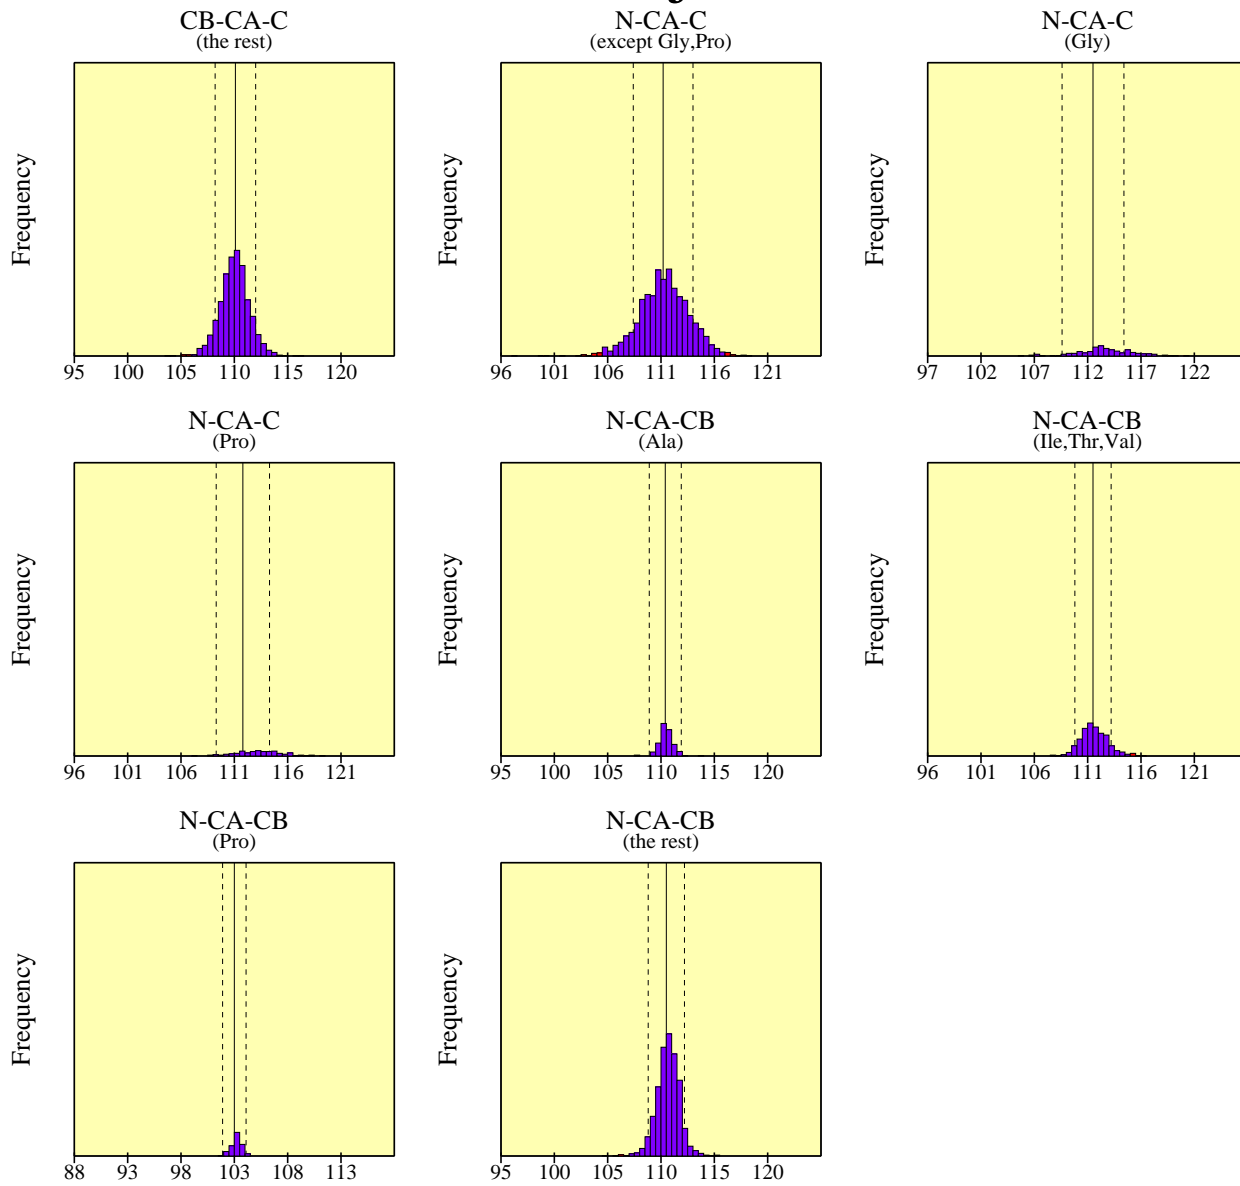 CB-CA-C
(the rest)
N-CA-C
(except Gly,Pro)
N-CA-C
(Gly)
Frequency
Frequency
Frequency
95 100 105 110 115 120
96 101 106 111 116 121
97 102 107 112 117 122
N-CA-C
(Pro)
N-CA-CB
(Ala)
N-CA-CB
(Ile,Thr,Val)
Frequency
Frequency
Frequency
96 101 106 111 116 121
95 100 105 110 115 120
96 101 106 111 116 121
N-CA-CB
(Pro)
N-CA-CB
(the rest)
Frequency
Frequency
88 93 98 103 108 113
95 100 105 110 115 120